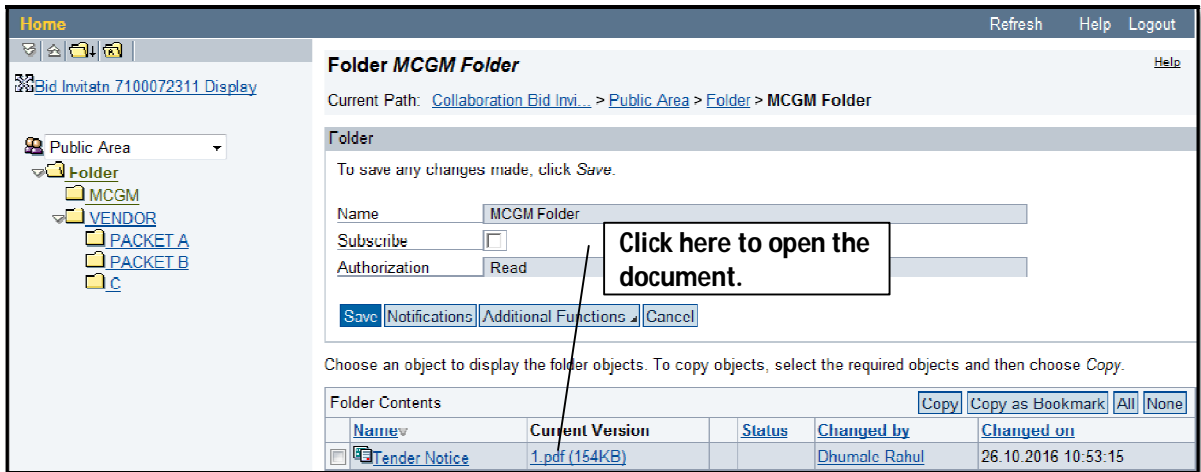 Home
Refresh Help Logout
Bid Invitatn 7100072311 Display
Public Area
Folder
MCGM
VENDOR
PACKET A
PACKET B
C
Folder MCGM Folder
Help
Current Path: Collaboration Bid Invi... > Public Area > Folder > MCGM Folder
Folder
To save any changes made, click Save.
Name MCGM Folder
Subscribe
Authorization Read
Click here to open the
document.
Save Notifications Additional Functions Cancel
Choose an object to display the folder objects. To copy objects, select the required objects and then choose Copy.
Folder Contents Copy Copy as Bookmark All None
Name Current Version Status Changed by Changed on
Tender Notice 1.pdf (154KB) Dhumale Rahul 26.10.2016 10:53:15